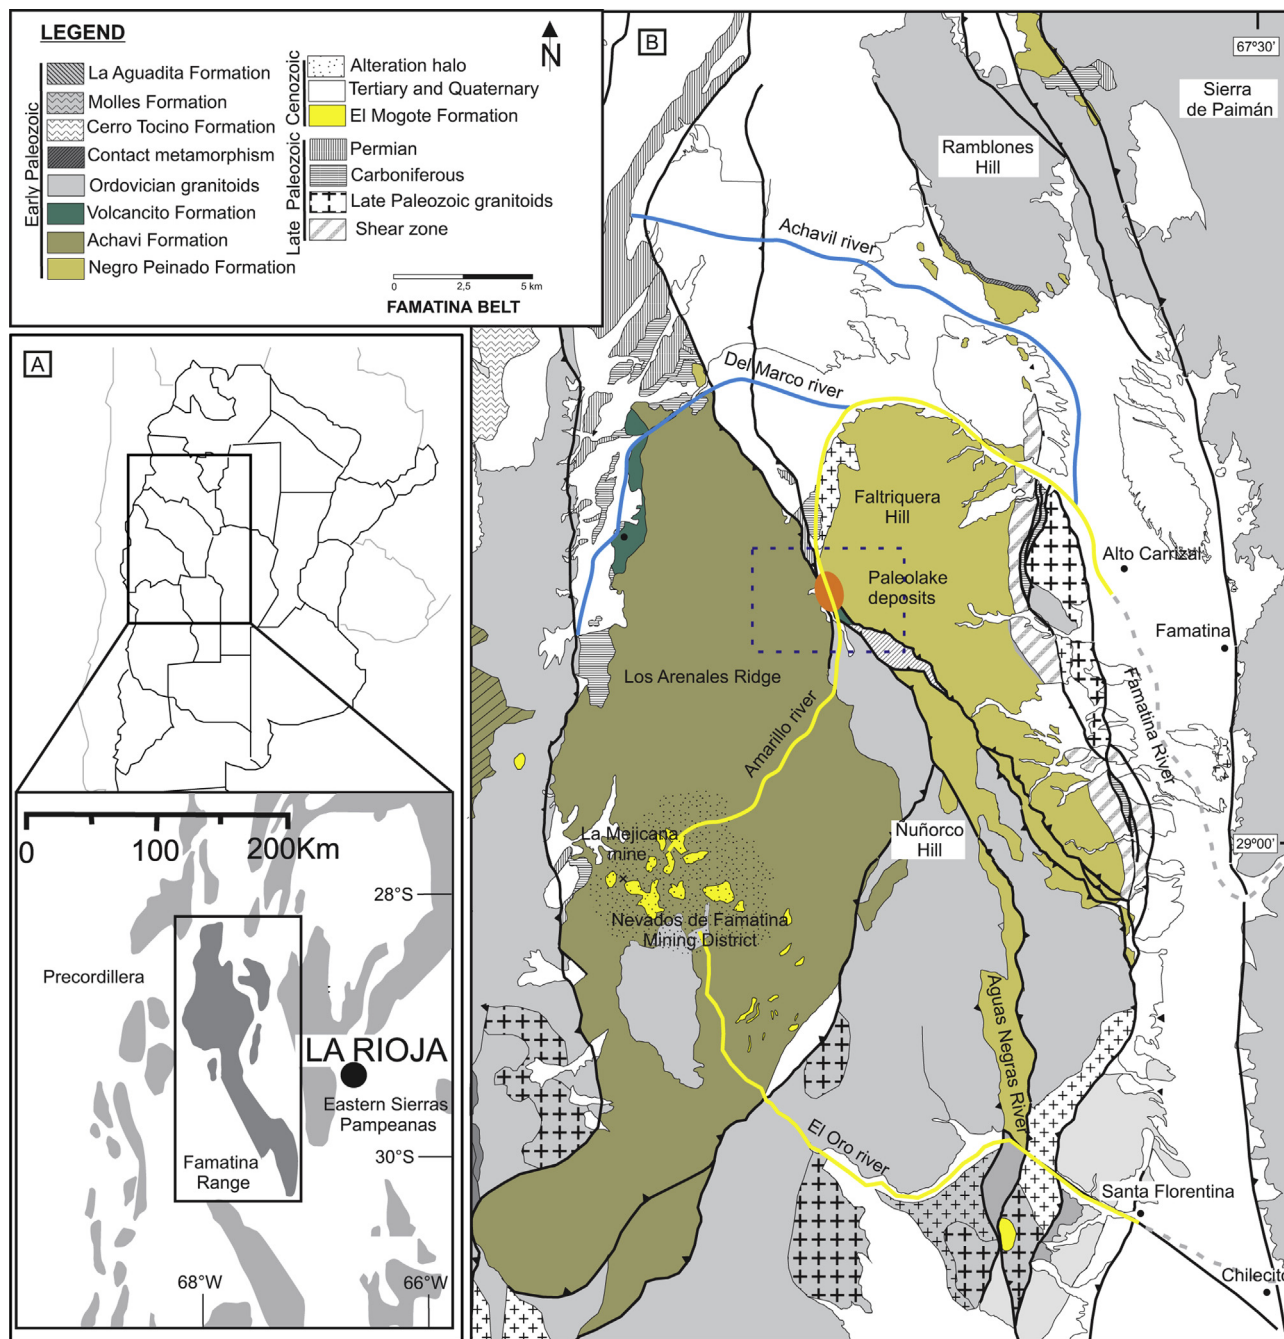 LEGEND
Early Paleozoic
La Aguadita Formation
Molles Formation
Cerro Tocino Formation
Contact metamorphism
Ordovician granitoids
Volcancito Formation
Achavi Formation
Negro Peinado Formation
Cenozoic
Alteration halo
Tertiary and Quaternary
El Mogote Formation
Late Paleozoic
Permian
Carboniferous
Late Paleozoic granitoids
Shear zone
N
0 2,5 5 km
FAMATINA BELT
A
0 100 200Km
28°S
Precordillera
LA RIOJA
Eastern Sierras
Pampeanas
Famatina
Range
30°S
68°W
66°W
B
67º30'
Sierra
de Paimán
Ramblones
Hill
Achavil river
Del Marco river
Faltriquera
Hill
Alto Carrizal
Paleolake
deposits
Famatina
Los Arenales Ridge
Famatina River
Amarillo river
La Mejicana
mine
Nuñorco
Hill
29º00'
Nevados de Famatina
Mining District
Aguas Negras River
El Oro river
Santa Florentina
Chilecito